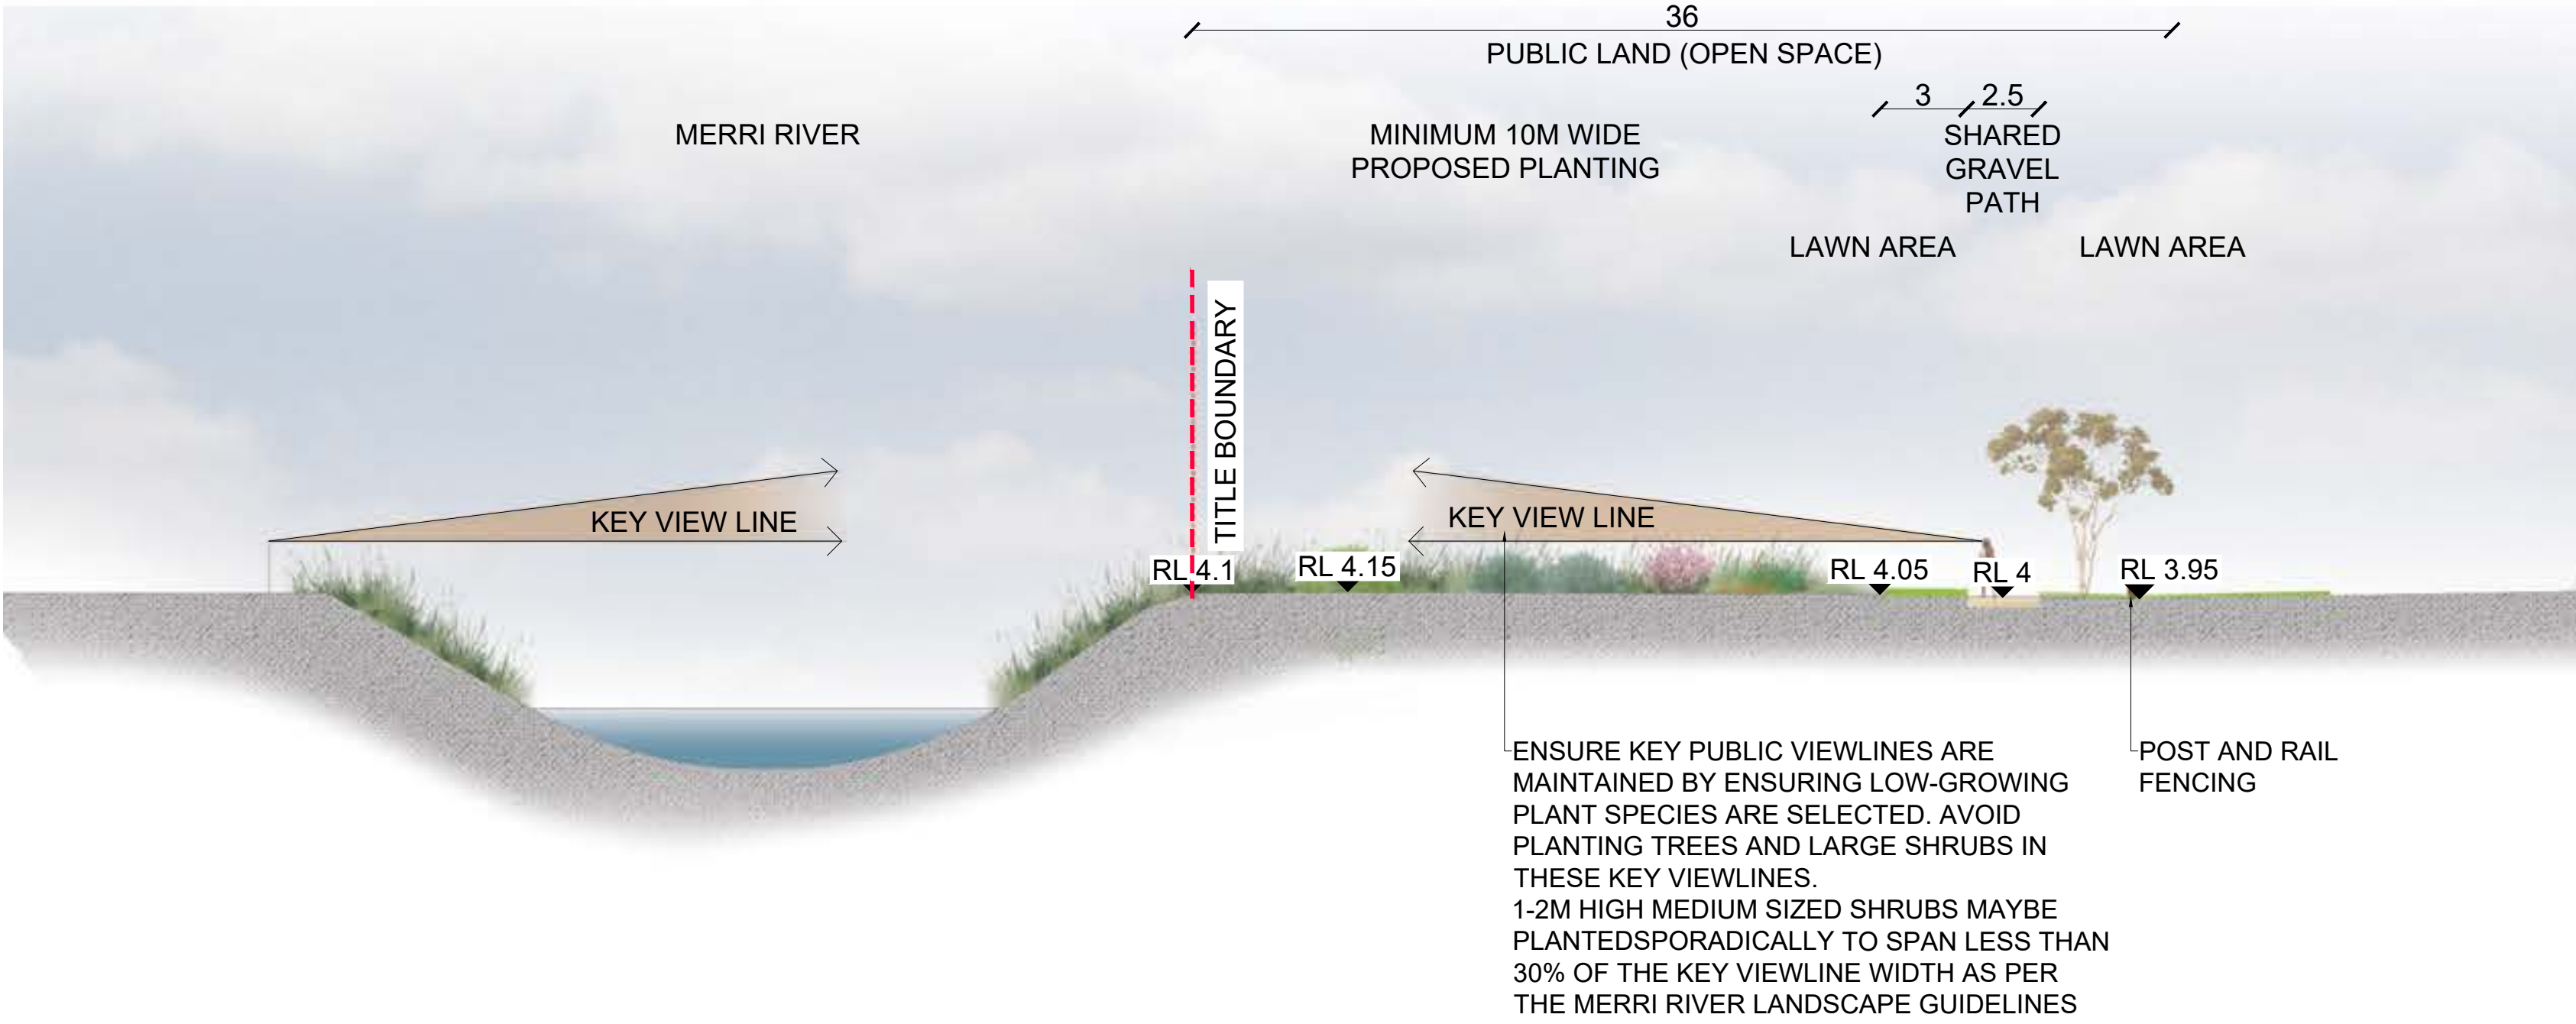 36
PUBLIC LAND (OPEN SPACE)
3
2.5
MERRI RIVER
MINIMUM 10M WIDE
PROPOSED PLANTING
SHARED
GRAVEL
PATH
LAWN AREA
LAWN AREA
TITLE BOUNDARY
KEY VIEW LINE
KEY VIEW LINE
RL 4.1
RL 4.15
RL 4.05
RL 4
RL 3.95
ENSURE KEY PUBLIC VIEWLINES ARE
MAINTAINED BY ENSURING LOW-GROWING
PLANT SPECIES ARE SELECTED. AVOID
PLANTING TREES AND LARGE SHRUBS IN
THESE KEY VIEWLINES.
1-2M HIGH MEDIUM SIZED SHRUBS MAYBE
PLANTEDSPORADICALLY TO SPAN LESS THAN
30% OF THE KEY VIEWLINE WIDTH AS PER
THE MERRI RIVER LANDSCAPE GUIDELINES
POST AND RAIL
FENCING